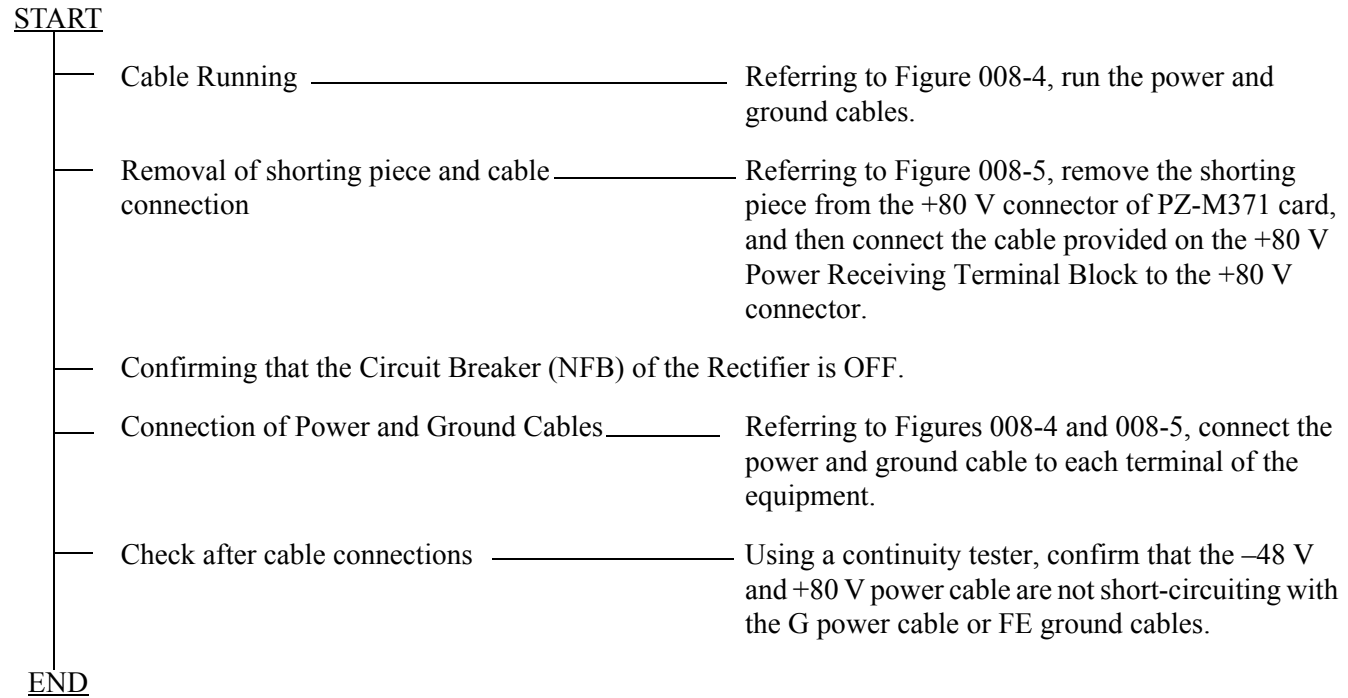 START
Cable Running
Referring to Figure 008-4, run the power and
ground cables.
Removal of shorting piece and cable
connection
Referring to Figure 008-5, remove the shorting
piece from the +80 V connector of PZ-M371 card,
and then connect the cable provided on the +80 V
Power Receiving Terminal Block to the +80 V
connector.
Confirming that the Circuit Breaker (NFB) of the Rectifier is OFF.
Connection of Power and Ground Cables
Referring to Figures 008-4 and 008-5, connect the
power and ground cable to each terminal of the
equipment.
Check after cable connections
Using a continuity tester, confirm that the –48 V
and +80 V power cable are not short-circuiting with
the G power cable or FE ground cables.
END